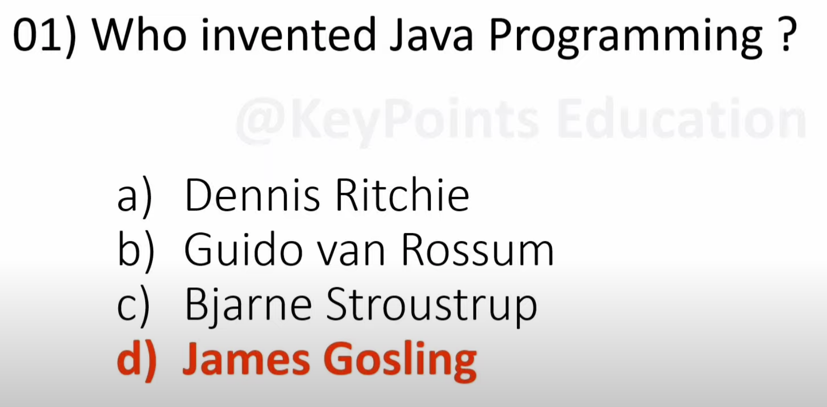 01) Who invented Java Programming ?
@KeyPoints Education
a) Dennis Ritchie
b) Guido van Rossum
c) Bjarne Stroustrup
d) James Gosling